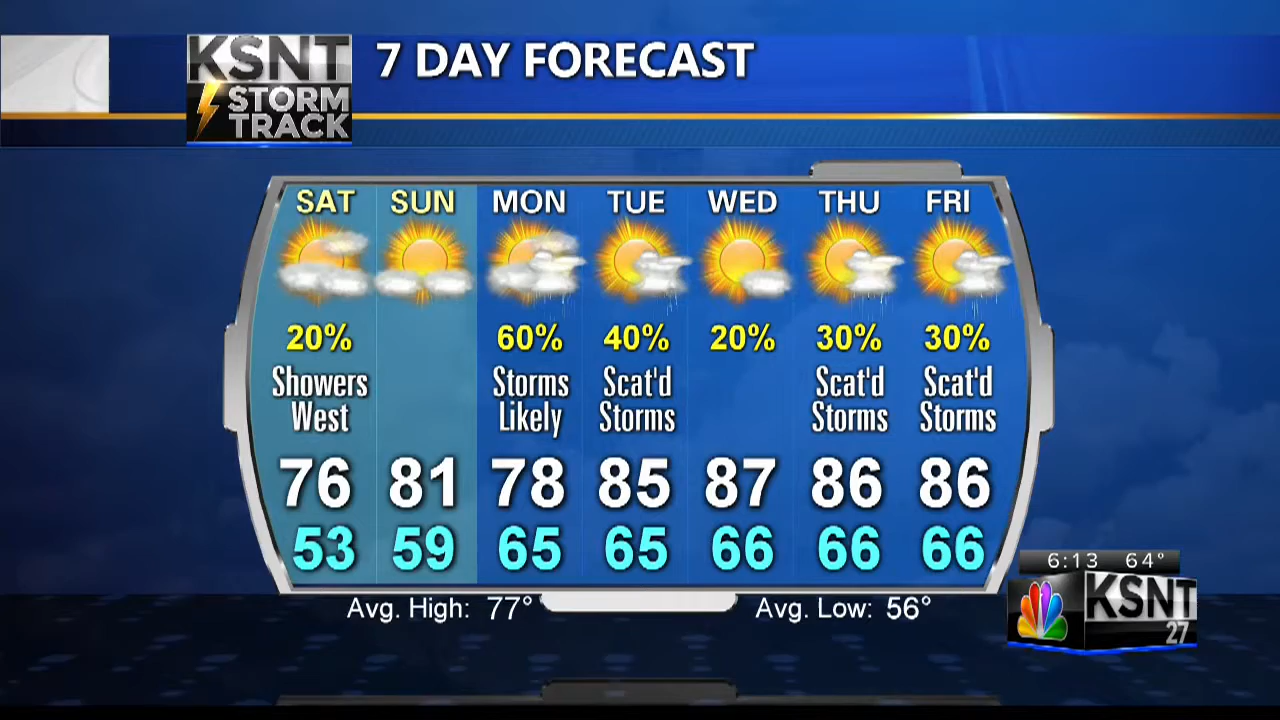 KSNT
STORM
TRACK
7 DAY FORECAST
SAT SUN MON TUE WED THU FRI
20% 60% 40% 20% 30% 30%
Showers Storms Scat'd Scat'd Scat'd
West Likely Storms Storms Storms
76 81 78 85 87 86 86
53 59 65 65 66 66 66
Avg. High: 77° Avg. Low: 56°
6:13 64°
KSNT
27